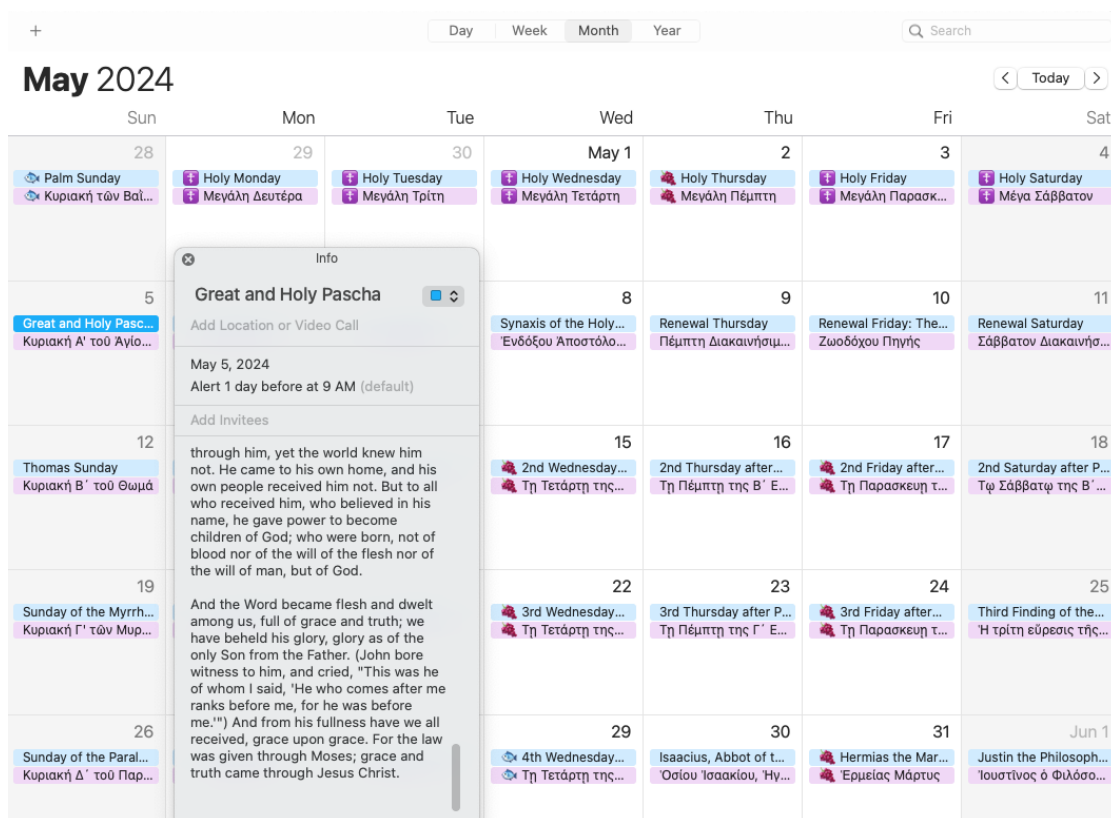 +
Day Week Month Year
Search
May 2024
Today
Sun Mon Tue Wed Thu Fri Sat
28 29 30 May 1 2 3 4
Palm Sunday Holy Monday Holy Tuesday Holy Wednesday Holy Thursday Holy Friday Holy Saturday
Κυριακή τῶν Βαΐ... Μεγάλη Δευτέρα Μεγάλη Τρίτη Μεγάλη Τετάρτη Μεγάλη Πέμπτη Μεγάλη Παρασκ... Μέγα Σάββατον
Info
Great and Holy Pascha
Add Location or Video Call
May 5, 2024
Alert 1 day before at 9 AM (default)
Add Invitees
through him, yet the world knew him
not. He came to his own home, and his
own people received him not. But to all
who received him, who believed in his
name, he gave power to become
children of God; who were born, not of
blood nor of the will of the flesh nor of
the will of man, but of God.
And the Word became flesh and dwelt
among us, full of grace and truth; we
have beheld his glory, glory as of the
only Son from the Father. (John bore
witness to him, and cried, "This was he
of whom I said, 'He who comes after me
ranks before me, for he was before
me.'") And from his fullness have we all
received, grace upon grace. For the law
was given through Moses; grace and
truth came through Jesus Christ.
5 8 9 10 11
Great and Holy Pasc... Synaxis of the Holy... Renewal Thursday Renewal Friday: The... Renewal Saturday
Κυριακή Α' τοῦ Ἁγίο... Ἐνδόξου Ἀποστόλο... Πέμπτη Διακαινήσιμ... Ζωοδόχου Πηγής Σάββατον Διακαινήσ...
12 15 16 17 18
Thomas Sunday 2nd Wednesday... 2nd Thursday after... 2nd Friday after... 2nd Saturday after P...
Κυριακή Β΄ τοῦ Θωμά Τῃ Τετάρτῃ της... Τῃ Πέμπτῃ της Β΄ Ε... Τῃ Παρασκευῃ τ... Τῳ Σάββατῳ της Β΄...
19 22 23 24 25
Sunday of the Myrrh... 3rd Wednesday... 3rd Thursday after P... 3rd Friday after... Third Finding of the...
Κυριακή Γ' τῶν Μυρ... Τῃ Τετάρτῃ της... Τῃ Πέμπτῃ της Γ΄ Ε... Τῃ Παρασκευῃ τ... Ἡ τρίτη εὕρεσις τῆς...
26 29 30 31 Jun 1
Sunday of the Paral... 4th Wednesday... Isaacius, Abbot of t... Hermias the Mar... Justin the Philosoph...
Κυριακή Δ΄ τοῦ Παρ... Τῃ Τετάρτῃ της... Ὁσίου Ἰσαακίου, Ἡγ... Ἑρμείας Μάρτυς Ἰουστῖνος ὁ Φιλόσο...